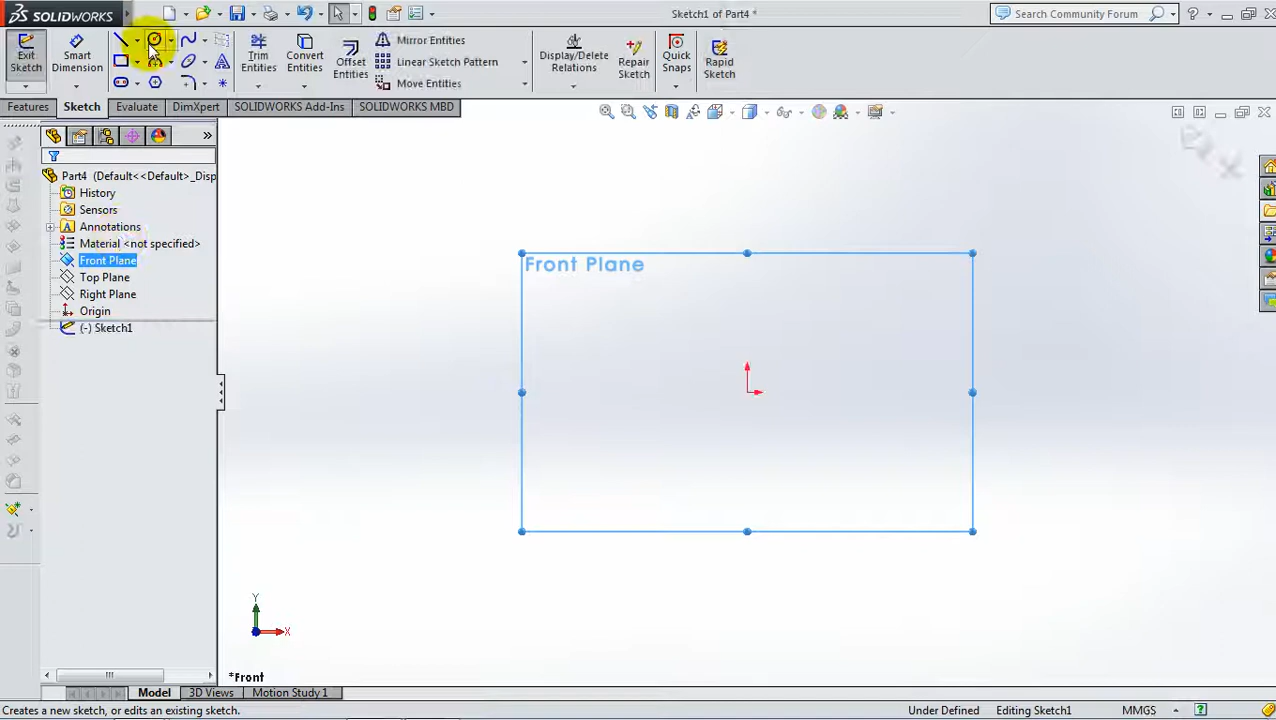 SOLIDWORKS
Sketch1 of Part4 *
Search Community Forum
Exit Sketch
Smart Dimension
Trim Entities
Convert Entities
Offset Entities
Mirror Entities
Linear Sketch Pattern
Move Entities
Display/Delete Relations
Repair Sketch
Quick Snaps
Rapid Sketch
Features
Sketch
Evaluate
DimXpert
SOLIDWORKS Add-Ins
SOLIDWORKS MBD
Part4 (Default<<Default>_Disp
History
Sensors
Annotations
Material <not specified>
Front Plane
Top Plane
Right Plane
Origin
(-) Sketch1
Front Plane
Y
X
*Front
Model
3D Views
Motion Study 1
Creates a new sketch, or edits an existing sketch.
Under Defined
Editing Sketch1
MMGS